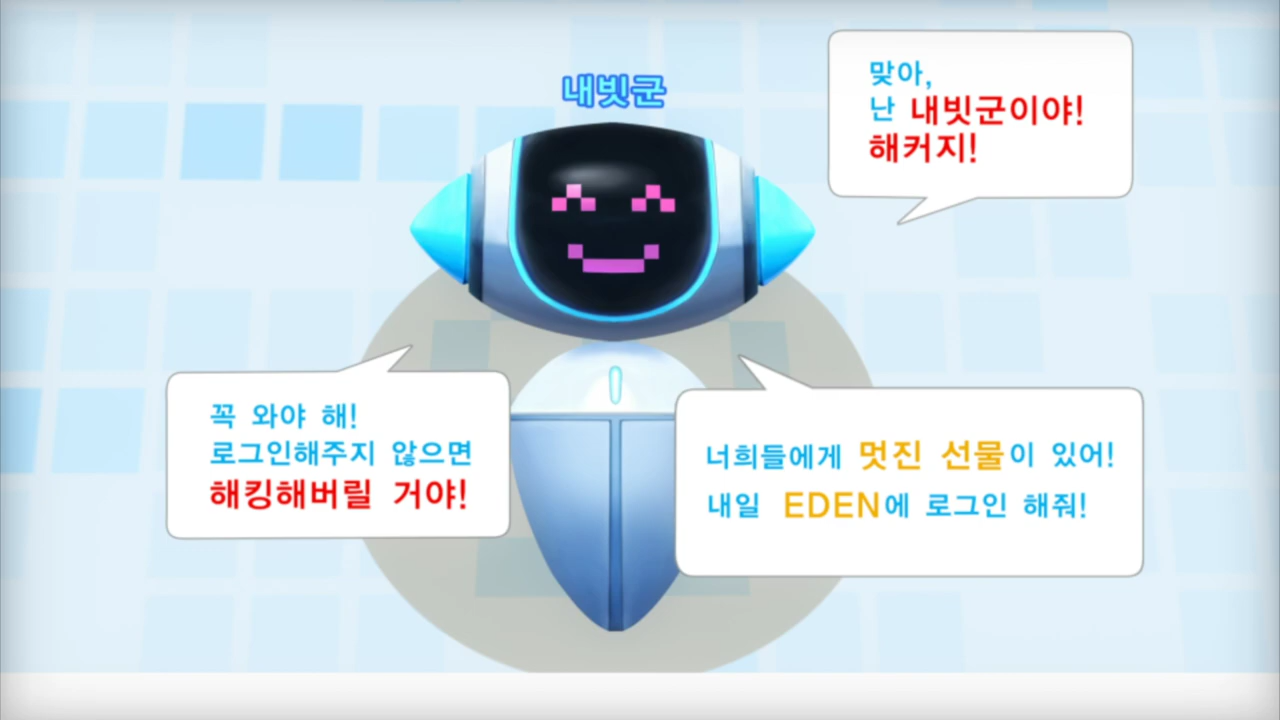 내빗군
맞아,
난 내빗군이야!
해커지!
꼭 와야 해!
로그인해주지 않으면
해킹해버릴 거야!
너희들에게 멋진 선물이 있어!
내일 EDEN에 로그인 해줘!